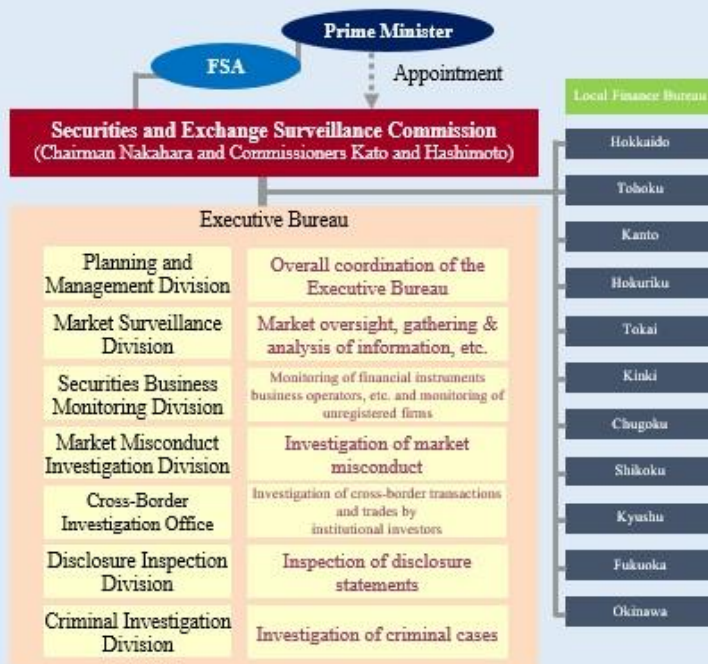 Prime Minister
FSA
Appointment
Securities and Exchange Surveillance Commission
(Chairman Nakahara and Commissioners Kato and Hashimoto)
Executive Bureau
Planning and
Management Division
Overall coordination of the
Executive Bureau
Market Surveillance
Division
Market oversight, gathering &
analysis of information, etc.
Securities Business
Monitoring Division
Monitoring of financial instruments
business operators, etc. and monitoring of
unregistered firms
Market Misconduct
Investigation Division
Investigation of market
misconduct
Cross-Border
Investigation Office
Investigation of cross-border transactions
and trades by
institutional investors
Disclosure Inspection
Division
Inspection of disclosure
statements
Criminal Investigation
Division
Investigation of criminal cases
Local Finance Bureau
Hokkaido
Tohoku
Kanto
Hokuriku
Tokai
Kinki
Chugoku
Shikoku
Kyushu
Fukuoka
Okinawa